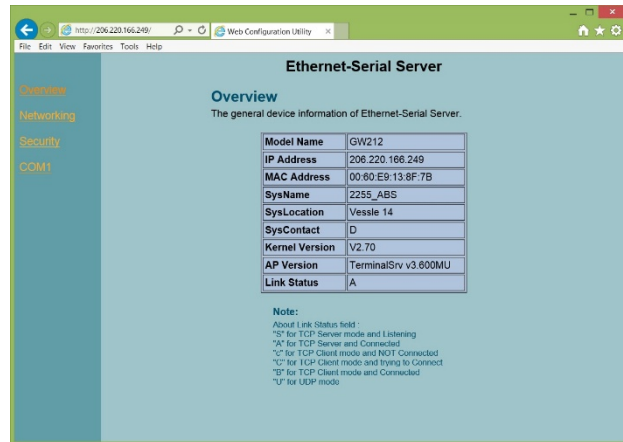 http://206.220.166.249/
Web Configuration Utility
File Edit View Favorites Tools Help
Ethernet-Serial Server
Overview
Networking
Security
COM1
Overview
The general device information of Ethernet-Serial Server.
Model Name GW212
IP Address 206.220.166.249
MAC Address 00:60:E9:13:8F:7B
SysName 2255_ABS
SysLocation Vessle 14
SysContact D
Kernel Version V2.70
AP Version TerminalSrv v3.600MU
Link Status A
Note:
About Link Status field :
"S" for TCP Server mode and Listening
"A" for TCP Server and Connected
"c" for TCP Client mode and NOT Connected
"C" for TCP Client mode and trying to Connect
"B" for TCP Client mode and Connected
"U" for UDP mode